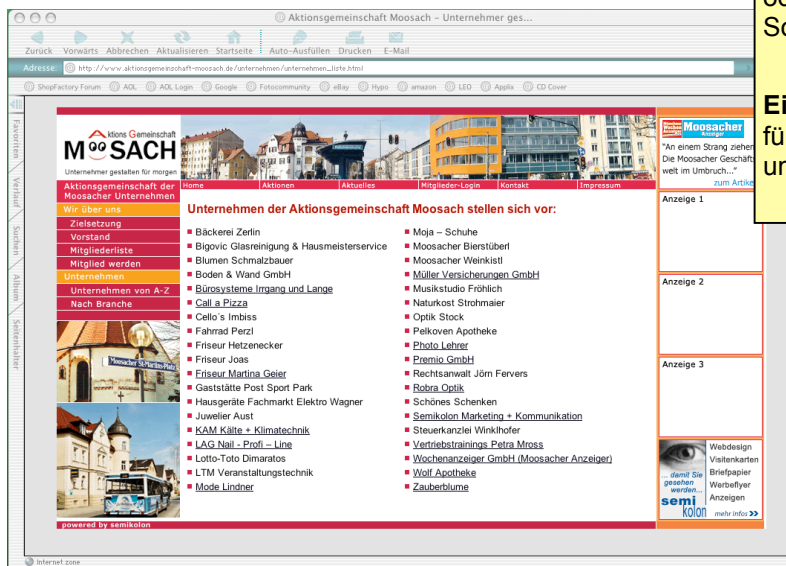 Aktionsgemeinschaft Moosach – Unternehmer ges...
Zurück Vorwärts Abbrechen Aktualisieren Startseite Auto-Ausfüllen Drucken E-Mail
Adresse: http://www.aktionsgemeinschaft-moosach.de/unternehmen/unternehmen_liste.html
ShopFactory Forum AOL AOL Login Google Fotocommunity eBay Hypo amazon LEO Applix CD Cover
Favoriten
Verlauf
Suchen
Album
Seitenhalter
Aktions Gemeinschaft
MOOSACH
Unternehmer gestalten für morgen
Home Aktionen Aktuelles Mitglieder-Login Kontakt Impressum
Aktionsgemeinschaft der
Moosacher Unternehmen
Wir über uns
Zielsetzung
Vorstand
Mitgliederliste
Mitglied werden
Unternehmen
Unternehmen von A-Z
Nach Branche
Moosacher St-Martins-Platz
Unternehmen der Aktionsgemeinschaft Moosach stellen sich vor:
Bäckerei Zerlin
Bigovic Glasreinigung & Hausmeisterservice
Blumen Schmalzbauer
Boden & Wand GmbH
Bürosysteme Irrgang und Lange
Call a Pizza
Cello´s Imbiss
Fahrrad Perzl
Friseur Hetzenecker
Friseur Joas
Friseur Martina Geier
Gaststätte Post Sport Park
Hausgeräte Fachmarkt Elektro Wagner
Juwelier Aust
KAM Kälte + Klimatechnik
LAG Nail - Profi – Line
Lotto-Toto Dimaratos
LTM Veranstaltungstechnik
Mode Lindner
Moja – Schuhe
Moosacher Bierstüberl
Moosacher Weinkistl
Müller Versicherungen GmbH
Musikstudio Fröhlich
Naturkost Strohmaier
Optik Stock
Pelkoven Apotheke
Photo Lehrer
Premio GmbH
Rechtsanwalt Jörn Fervers
Robra Optik
Schönes Schenken
Semikolon Marketing + Kommunikation
Steuerkanzlei Winklhofer
Vertriebstrainings Petra Mross
Wochenanzeiger GmbH (Moosacher Anzeiger)
Wolf Apotheke
Zauberblume
Moosacher
Anzeiger
"An einem Strang ziehen
Die Moosacher Geschäfts
welt im Umbruch..."
zum Artike
Anzeige 1
Anzeige 2
Anzeige 3
... damit Sie
gesehen
werden...
semi
kolon
Webdesign
Visitenkarten
Briefpapier
Werbeflyer
Anzeigen
mehr infos >>
powered by semikolon
Internet zone
Sc
Ei
fü
un